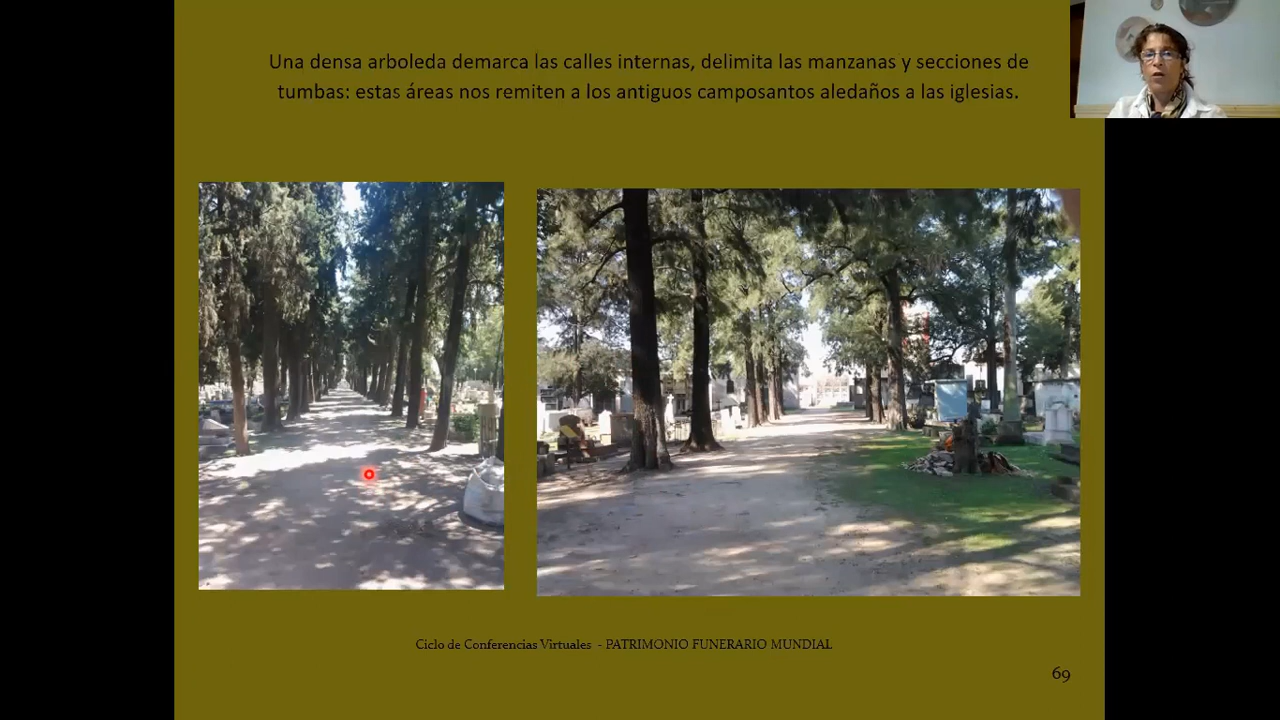 Una densa arboleda demarca las calles internas, delimita las manzanas y secciones de
tumbas: estas áreas nos remiten a los antiguos camposantos aledaños a las iglesias.
Ciclo de Conferencias Virtuales - PATRIMONIO FUNERARIO MUNDIAL
69